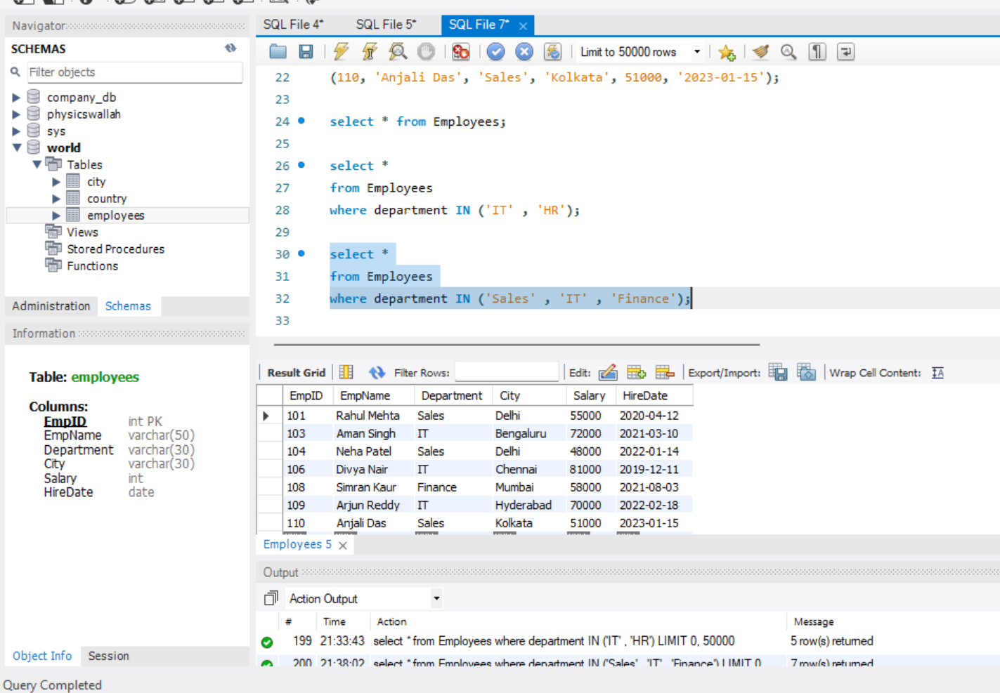 Navigator
SCHEMAS
Filter objects
company_db
physicswallah
sys
world
Tables
city
country
employees
Views
Stored Procedures
Functions
Administration Schemas
Information
Table: employees
Columns:
EmpID int PK
EmpName varchar(50)
Department varchar(30)
City varchar(30)
Salary int
HireDate date
Object Info Session
SQL File 4* SQL File 5* SQL File 7*
Limit to 50000 rows
22 (110, 'Anjali Das', 'Sales', 'Kolkata', 51000, '2023-01-15');
23
24 select * from Employees;
25
26 select *
27 from Employees
28 where department IN ('IT' , 'HR');
29
30 select *
31 from Employees
32 where department IN ('Sales' , 'IT' , 'Finance');
33
Result Grid Filter Rows: Edit: Export/Import: Wrap Cell Content:
EmpID EmpName Department City Salary HireDate
101 Rahul Mehta Sales Delhi 55000 2020-04-12
103 Aman Singh IT Bengaluru 72000 2021-03-10
104 Neha Patel Sales Delhi 48000 2022-01-14
106 Divya Nair IT Chennai 81000 2019-12-11
108 Simran Kaur Finance Mumbai 58000 2021-08-03
109 Arjun Reddy IT Hyderabad 70000 2022-02-18
110 Anjali Das Sales Kolkata 51000 2023-01-15
Employees 5
Output
Action Output
# Time Action Message
199 21:33:43 select * from Employees where department IN ('IT' , 'HR') LIMIT 0, 50000 5 row(s) returned
200 21:38:02 select * from Employees where department IN ('Sales' , 'IT' , 'Finance') LIMIT 0 7 row(s) returned
Query Completed